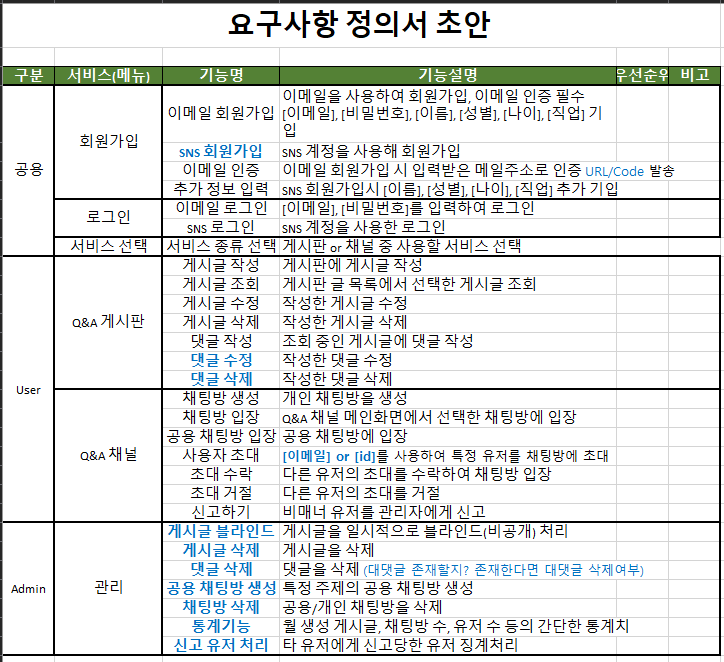 요구사항 정의서 초안
구분 서비스(메뉴) 기능명 기능설명 우선순위 비고
공용 회원가입 이메일 회원가입 이메일을 사용하여 회원가입, 이메일 인증 필수
[이메일], [비밀번호], [이름], [성별], [나이], [직업] 기
입
SNS 회원가입 SNS 계정을 사용해 회원가입
이메일 인증 이메일 회원가입 시 입력받은 메일주소로 인증 URL/Code 발송
추가 정보 입력 SNS 회원가입시 [이름], [성별], [나이], [직업] 추가 기입
로그인 이메일 로그인 [이메일], [비밀번호]를 입력하여 로그인
SNS 로그인 SNS 계정을 사용한 로그인
서비스 선택 서비스 종류 선택 게시판 or 채널 중 사용할 서비스 선택
User Q&A 게시판 게시글 작성 게시판에 게시글 작성
게시글 조회 게시판 글 목록에서 선택한 게시글 조회
게시글 수정 작성한 게시글 수정
게시글 삭제 작성한 게시글 삭제
댓글 작성 조회 중인 게시글에 댓글 작성
댓글 수정 작성한 댓글 수정
댓글 삭제 작성한 댓글 삭제
Q&A 채널 채팅방 생성 개인 채팅방을 생성
채팅방 입장 Q&A 채널 메인화면에서 선택한 채팅방에 입장
공용 채팅방 입장 공용 채팅방에 입장
사용자 초대 [이메일] or [id]를 사용하여 특정 유저를 채팅방에 초대
초대 수락 다른 유저의 초대를 수락하여 채팅방 입장
초대 거절 다른 유저의 초대를 거절
신고하기 비매너 유저를 관리자에게 신고
Admin 관리 게시글 블라인드 게시글을 일시적으로 블라인드(비공개) 처리
게시글 삭제 게시글을 삭제
댓글 삭제 댓글을 삭제 (대댓글 존재할지? 존재한다면 대댓글 삭제여부)
공용 채팅방 생성 특정 주제의 공용 채팅방 생성
채팅방 삭제 공용/개인 채팅방을 삭제
통계기능 월 생성 게시글, 채팅방 수, 유저 수 등의 간단한 통계치
신고 유저 처리 타 유저에게 신고당한 유저 징계처리